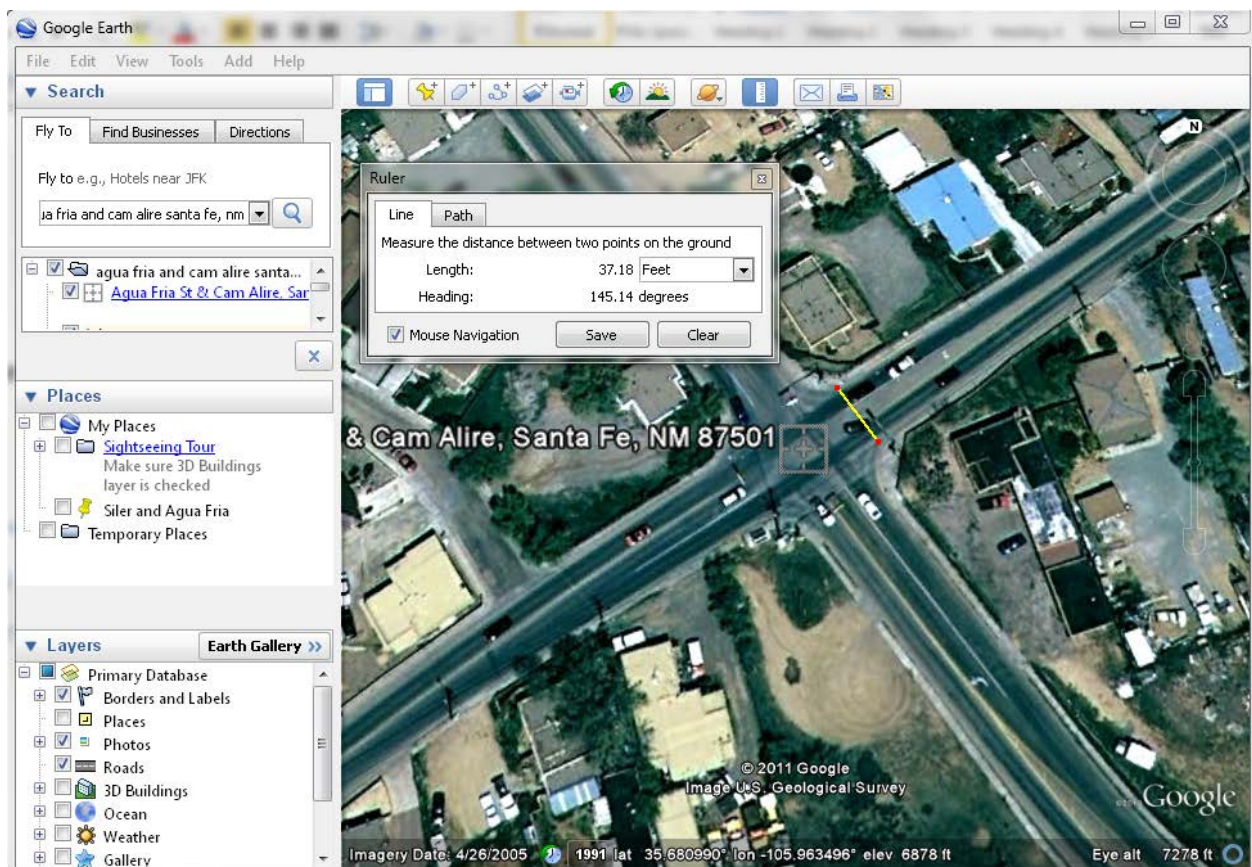 Google Earth
File Edit View Tools Add Help
Search
Fly To Find Businesses Directions
Fly to e.g., Hotels near JFK
ua fria and cam alire santa fe, nm
agua fria and cam alire santa...
Agua Fria St & Cam Alire, San
Places
My Places
Sightseeing Tour
Make sure 3D Buildings
layer is checked
Siler and Agua Fria
Temporary Places
Layers Earth Gallery >>
Primary Database
Borders and Labels
Places
Photos
Roads
3D Buildings
Ocean
Weather
Gallery
Ruler
Line Path
Measure the distance between two points on the ground
Length: 37.18 Feet
Heading: 145.14 degrees
Mouse Navigation Save Clear
N
& Cam Alire, Santa Fe, NM 87501
© 2011 Google
Image U.S. Geological Survey
Google
Imagery Date: 4/26/2005 1991 lat 35.680990° lon -105.963496° elev 6878 ft Eye alt 7278 ft